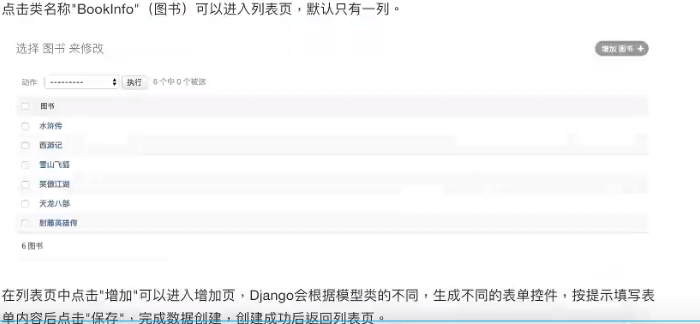 点击类名称"BookInfo"（图书）可以进入列表页，默认只有一列。
选择 图书 来修改
增加 图书 +
动作 --------- 执行 6 个中 0 个被选
图书
水浒传
西游记
雪山飞狐
笑傲江湖
天龙八部
射雕英雄传
6 图书
在列表页中点击"增加"可以进入增加页，Django会根据模型类的不同，生成不同的表单控件，按提示填写表
单内容后点击"保存"，完成数据创建，创建成功后返回列表页。